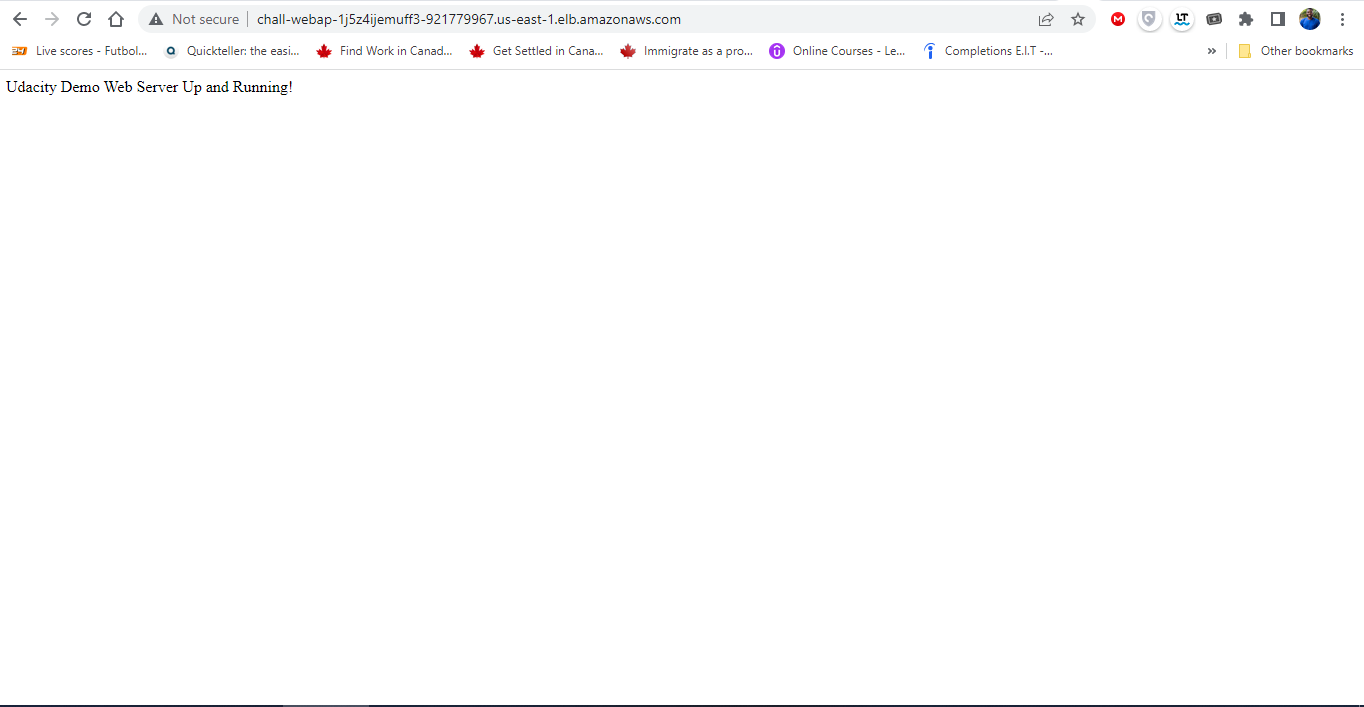 Not secure chall-webap-1j5z4ijemuff3-921779967.us-east-1.elb.amazonaws.com
Live scores - Futbol... Quickteller: the easi... Find Work in Canad... Get Settled in Cana... Immigrate as a pro... Online Courses - Le... Completions E.I.T -... » Other bookmarks
Udacity Demo Web Server Up and Running!